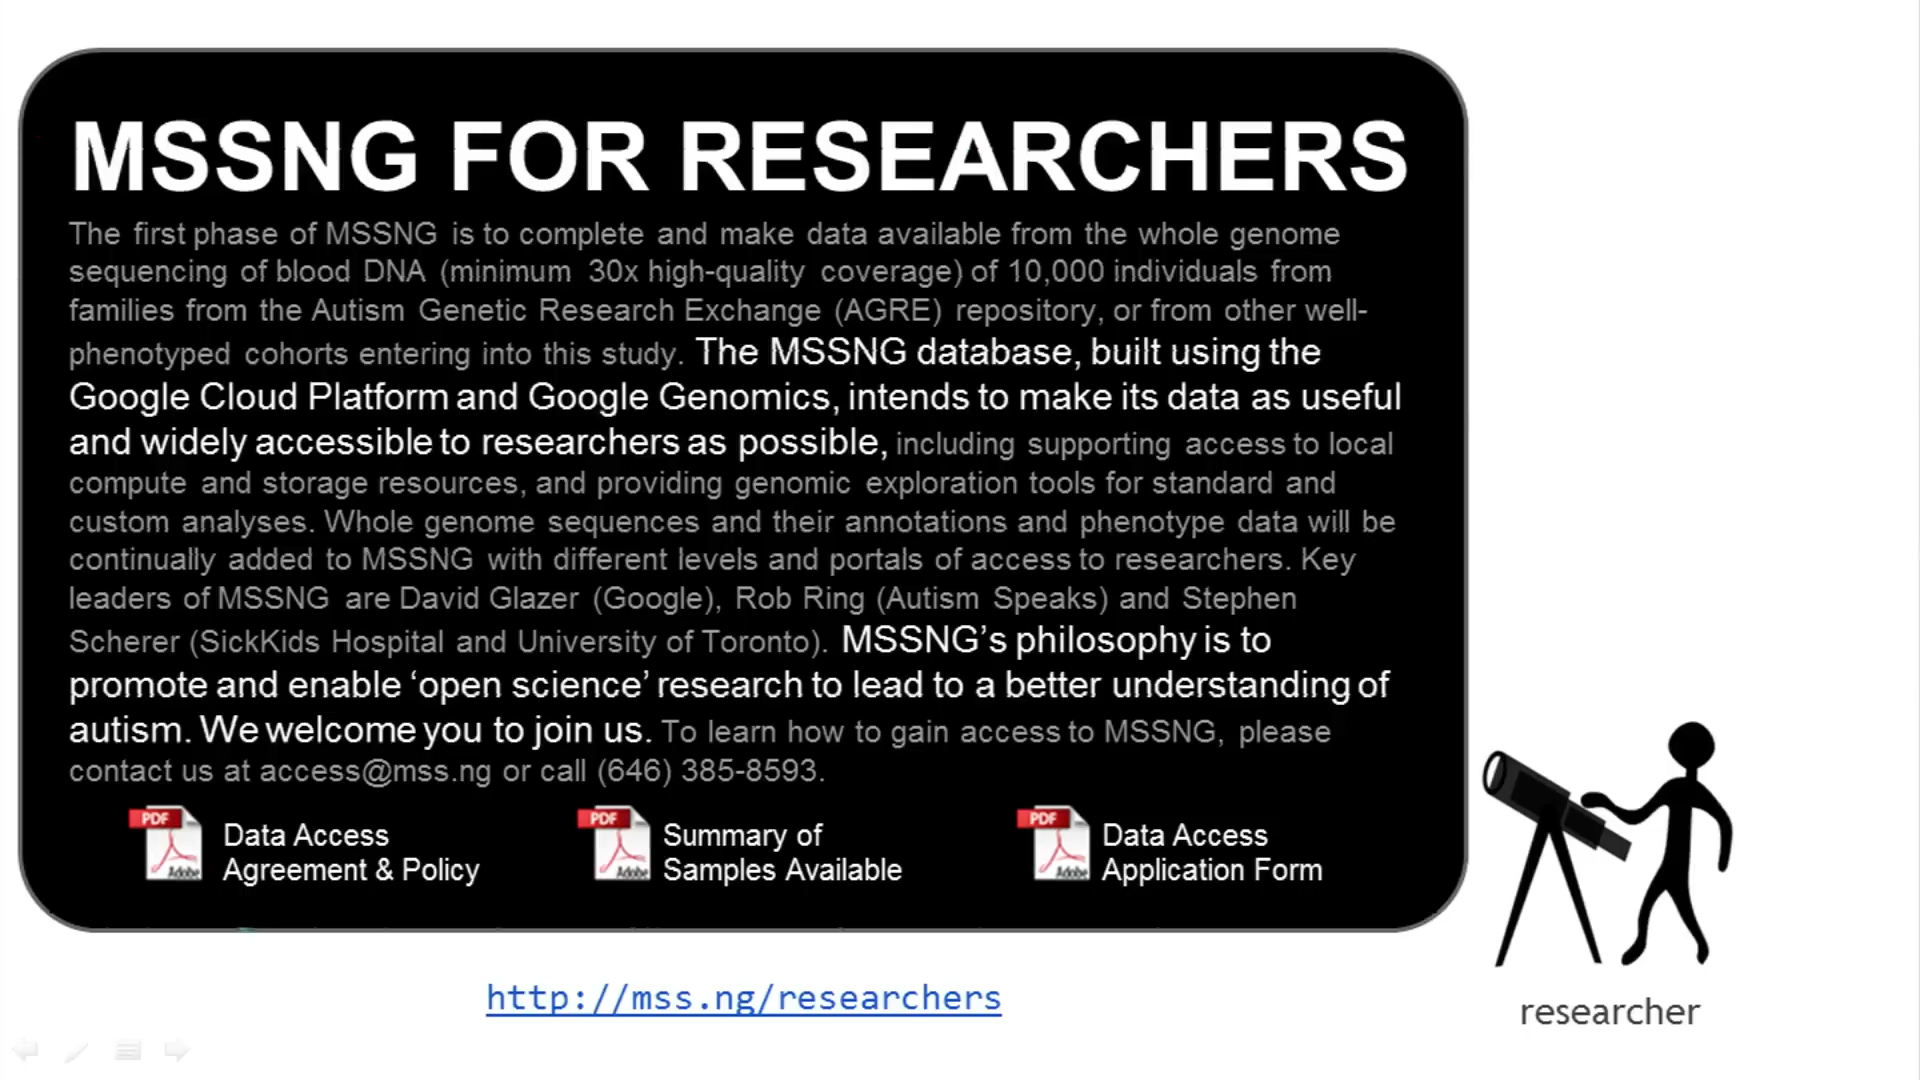 MSSNG FOR RESEARCHERS
The first phase of MSSNG is to complete and make data available from the whole genome
sequencing of blood DNA (minimum 30x high-quality coverage) of 10,000 individuals from
families from the Autism Genetic Research Exchange (AGRE) repository, or from other well-
phenotyped cohorts entering into this study. The MSSNG database, built using the
Google Cloud Platform and Google Genomics, intends to make its data as useful
and widely accessible to researchers as possible, including supporting access to local
compute and storage resources, and providing genomic exploration tools for standard and
custom analyses. Whole genome sequences and their annotations and phenotype data will be
continually added to MSSNG with different levels and portals of access to researchers. Key
leaders of MSSNG are David Glazer (Google), Rob Ring (Autism Speaks) and Stephen
Scherer (SickKids Hospital and University of Toronto). MSSNG’s philosophy is to
promote and enable ‘open science’ research to lead to a better understanding of
autism. We welcome you to join us. To learn how to gain access to MSSNG, please
contact us at access@mss.ng or call (646) 385-8593.
PDF Adobe Data Access
Agreement & Policy
PDF Adobe Summary of
Samples Available
PDF Adobe Data Access
Application Form
http://mss.ng/researchers
researcher